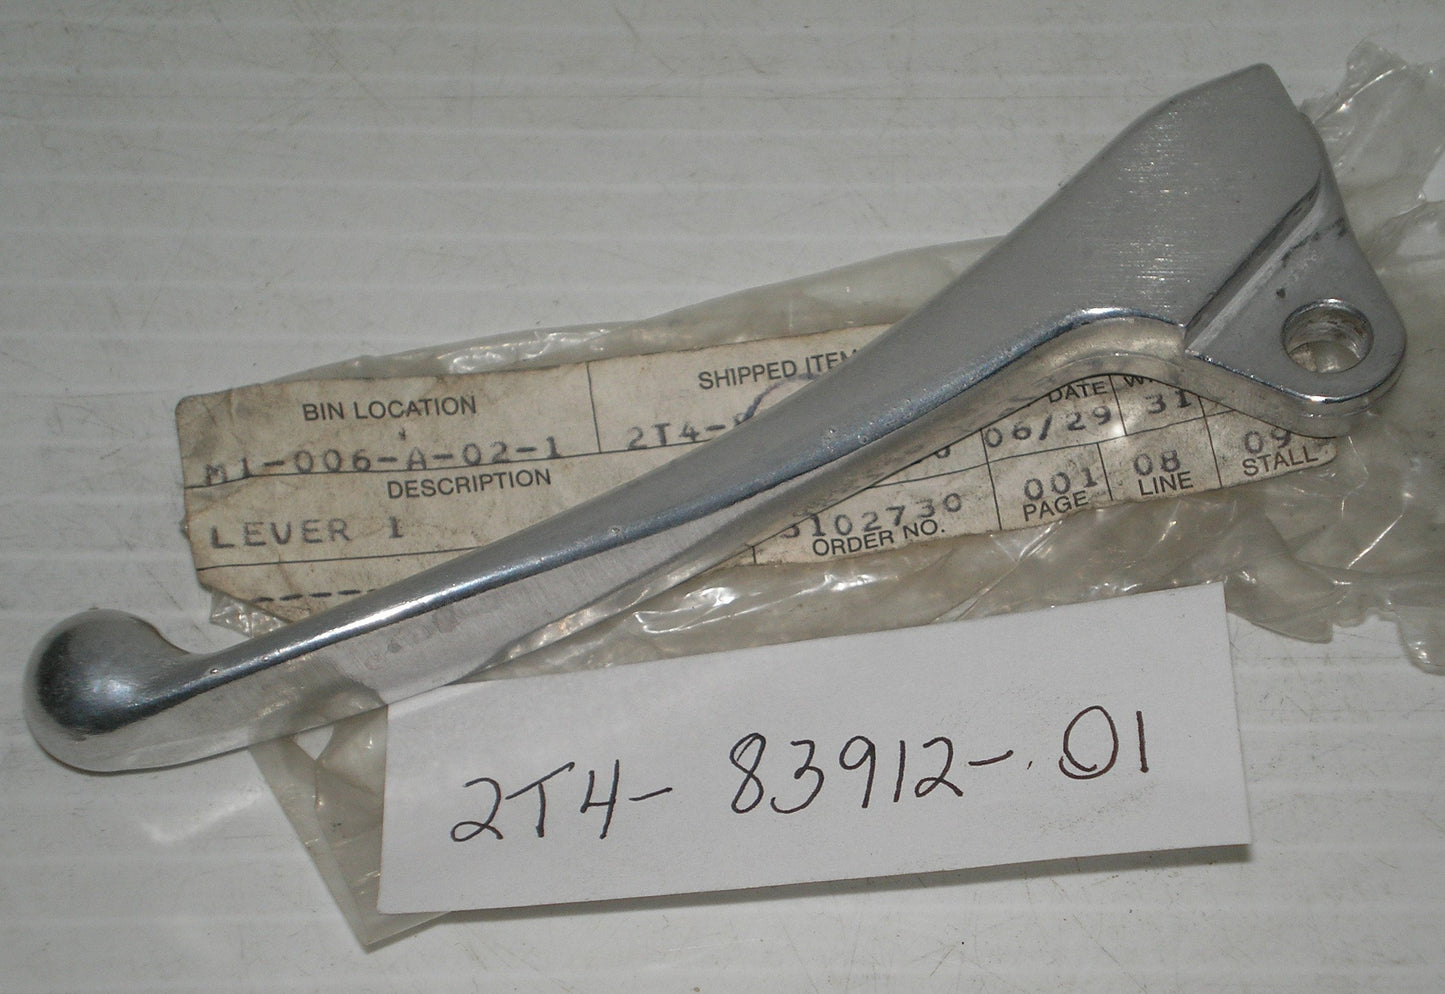 BIN LOCATION
SHIPPED ITEM
M1-006-A-02-1
2T4-
DESCRIPTION
LEVER 1
DATE
06/29
31
3102730
ORDER NO.
001
PAGE
08
LINE
09
STALL
2T4-83912-01